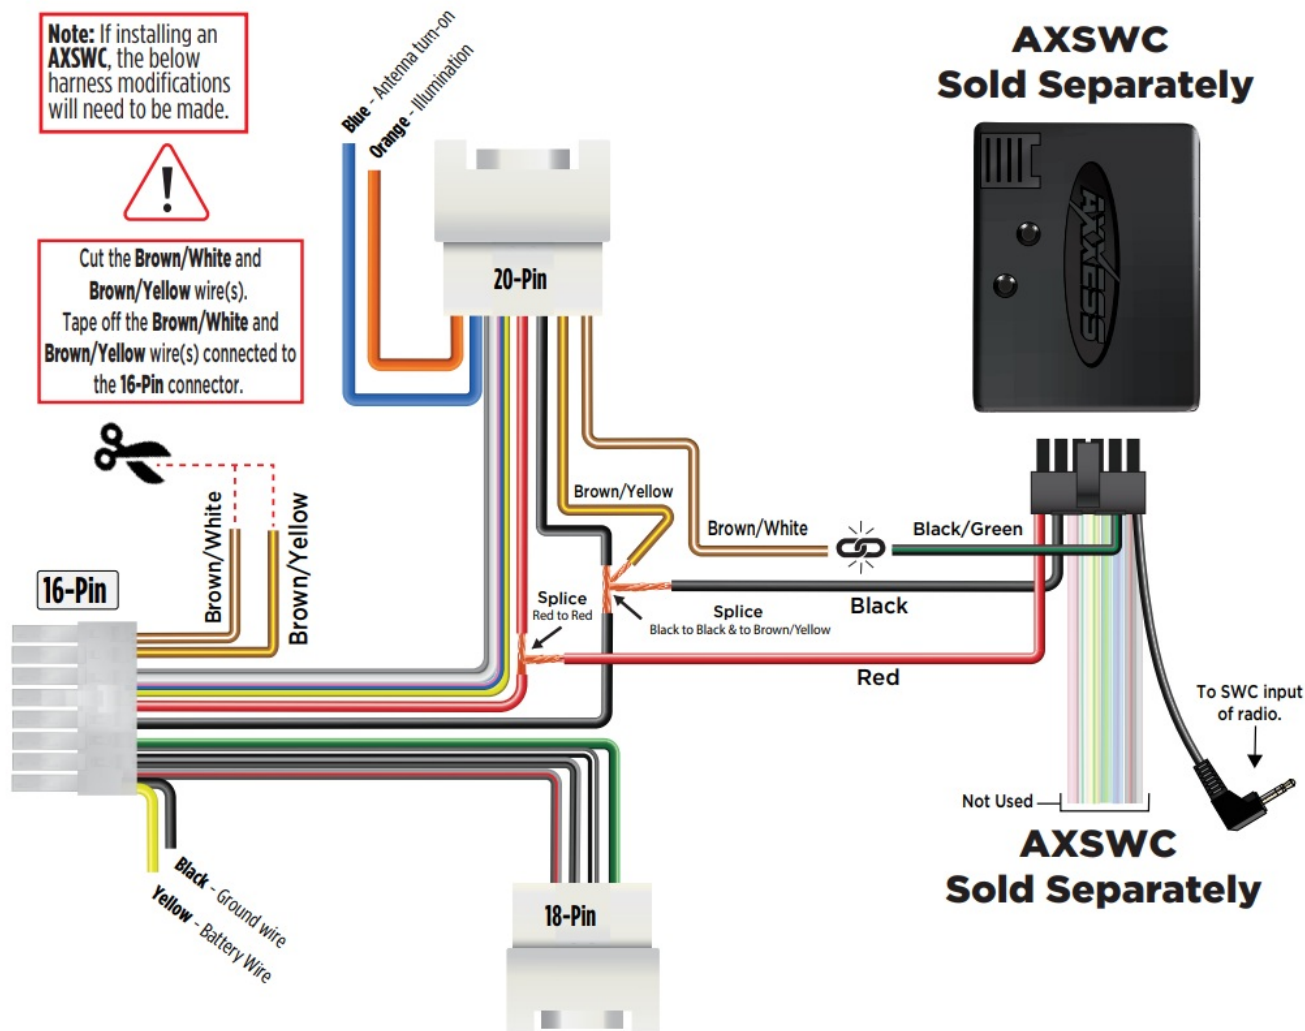 Note: If installing an
AXSWC, the below
harness modifications
will need to be made.
!
Cut the Brown/White and
Brown/Yellow wire(s).
Tape off the Brown/White and
Brown/Yellow wire(s) connected to
the 16-Pin connector.
Blue - Antenna turn-on
Orange - Illumination
20-Pin
AXSWC
Sold Separately
AXXESS
Brown/White
Brown/Yellow
16-Pin
Brown/Yellow
Brown/White
Black/Green
Splice
Red to Red
Splice
Black to Black & to Brown/Yellow
Black
Red
To SWC input
of radio.
Not Used
AXSWC
Sold Separately
Black - Ground wire
Yellow - Battery Wire
18-Pin